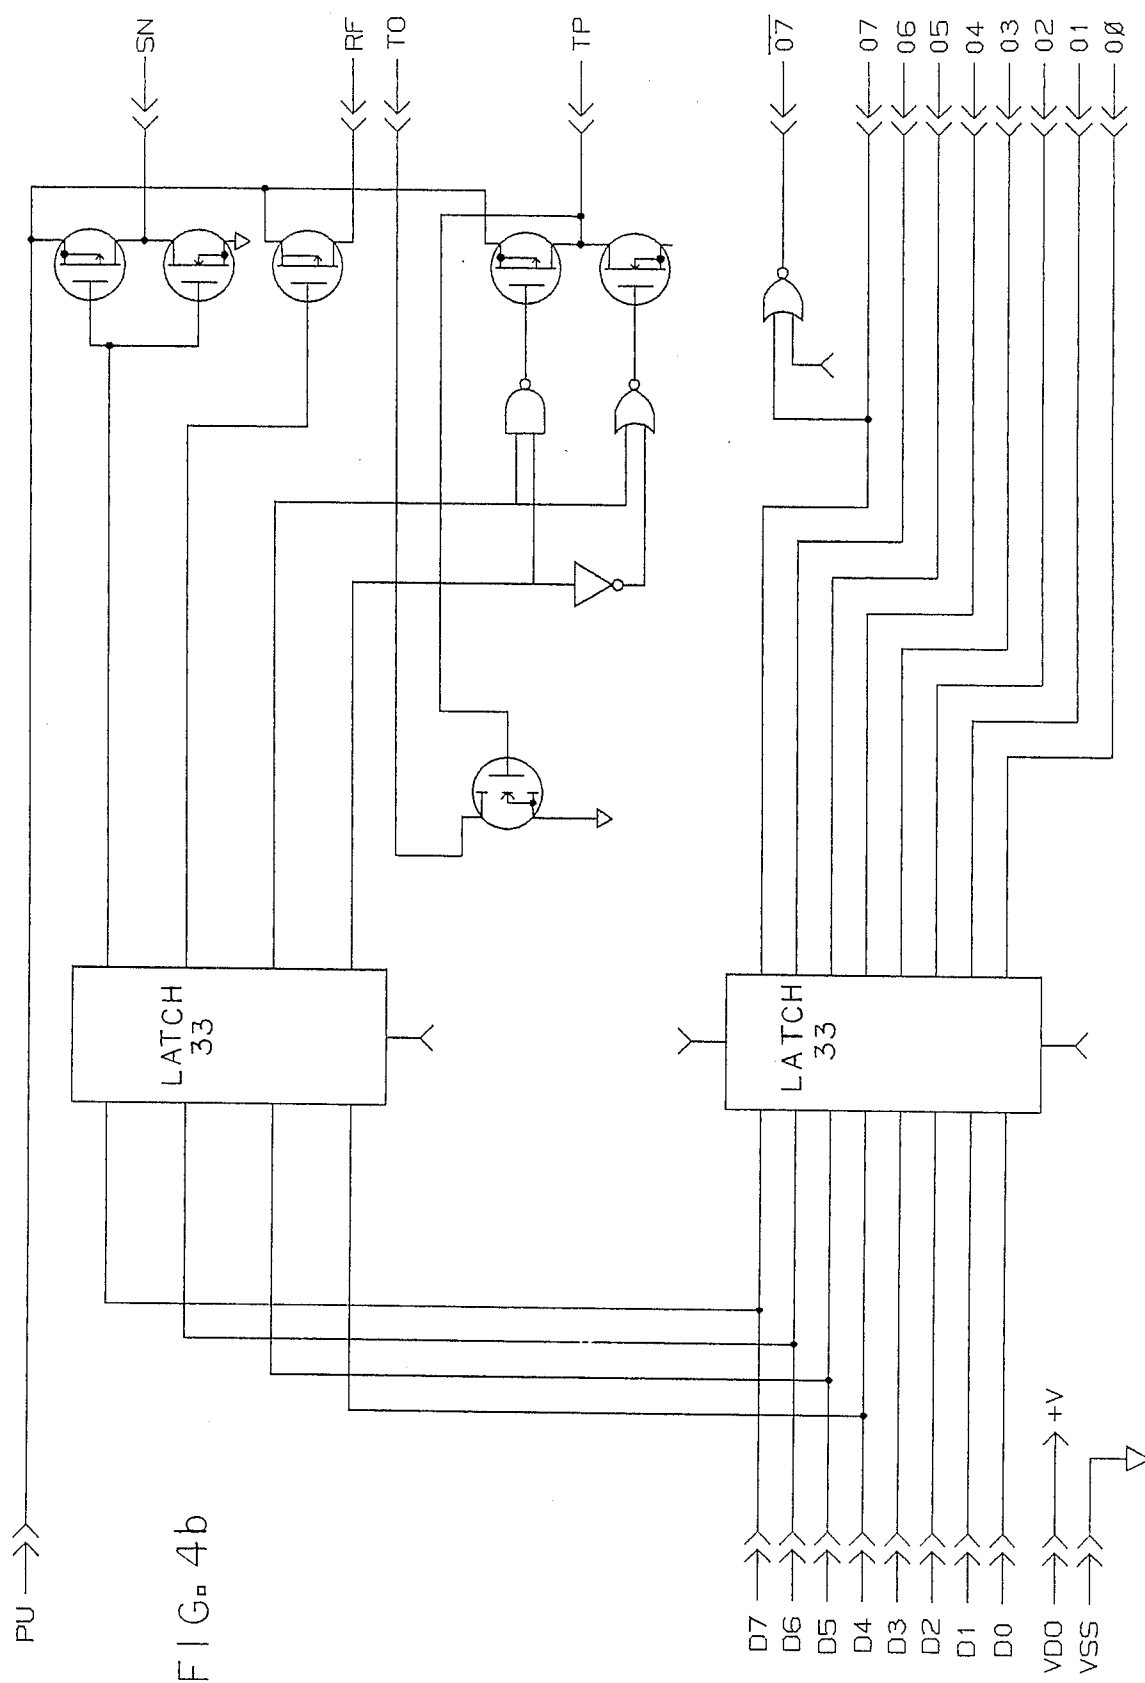 PU
SN
RF
TO
TP
07
07
06
05
04
03
02
01
0Ø
LATCH
33
LATCH
33
FIG. 4b
D7
D6
D5
D4
D3
D2
D1
D0
VDO
+V
VSS